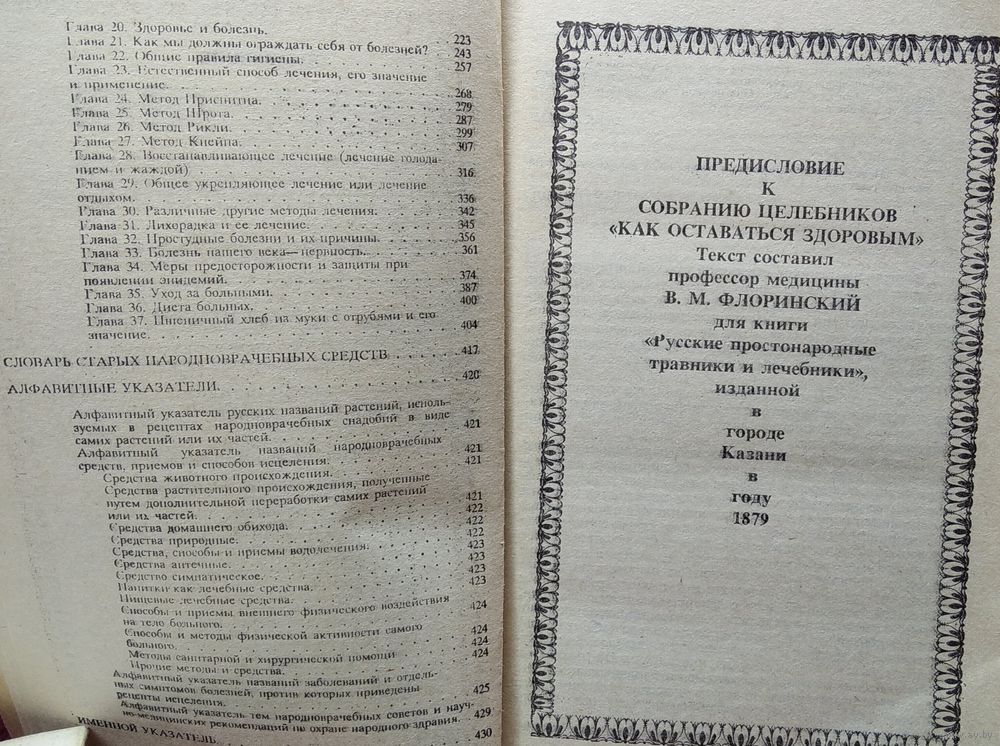 Глава 20. Здоровье и болезнь.
Глава 21. Как мы должны ограждать себя от болезней? 223
Глава 22. Общие правила гигиены. 243
Глава 23. Естественный способ лечения, его значение 257
и применение.
Глава 24. Метод Присница. 268
Глава 25. Метод Шрота. 279
Глава 26. Метод Рикли. 287
Глава 27. Метод Кнейпа. 299
Глава 28. Восстанавливающее лечение (лечение голода- 307
нием и жаждой) 316
Глава 29. Общее укрепляющее лечение или лечение
отдыхом. 336
Глава 30. Различные другие методы лечения. 342
Глава 31. Лихорадка и ее лечение. 345
Глава 32. Простудные болезни и их причины. 356
Глава 33. Болезнь нашего века—нервность. 361
Глава 34. Меры предосторожности и защиты при
появлении эпидемий. 374
Глава 35. Уход за больными. 387
Глава 36. Диета больных. 400
Глава 37. Пшеничный хлеб из муки с отрубями и его
значение. 404
СЛОВАРЬ СТАРЫХ НАРОДНОВРАЧЕБНЫХ СРЕДСТВ 417
АЛФАВИТНЫЕ УКАЗАТЕЛИ. 420
Алфавитный указатель русских названий растений, исполь-
зуемых в рецептах народноврачебных снадобий в виде
самих растений или их частей. 421
Алфавитный указатель названий народноврачебных
средств, приемов и способов исцеления: 421
Средства животного происхождения. 421
Средства растительного происхождения, полученные
путем дополнительной переработки самих растений
или их частей. 421
Средства домашнего обихода. 422
Средства природные. 422
Средства, способы и приемы водолечения. 422
Средства аптечные. 423
Средство симпатическое. 423
Напитки как лечебные средства. 423
Пищевые лечебные средства. 423
Способы и приемы внешнего физического воздействия
на тело больного. 424
Способы и методы физической активности самого
больного. 424
Методы санитарной и хирургической помощи 424
Прочие методы и средства. 424
Алфавитный указатель названий заболеваний и отдель-
ных симптомов болезней, против которых приведены
рецепты исцеления. 425
Алфавитный указатель тем народноврачебных советов и науч-
но-медицинских рекомендаций по охране народного здравия. 429
ИМЕННОЙ УКАЗАТЕЛЬ. 430
ПРЕДИСЛОВИЕ
К
СОБРАНИЮ ЦЕЛЕБНИКОВ
«КАК ОСТАВАТЬСЯ ЗДОРОВЫМ»
Текст составил
профессор медицины
В. М. ФЛОРИНСКИЙ
для книги
«Русские простонародные
травники и лечебники»,
изданной
в
городе
Казани
в
году
1879